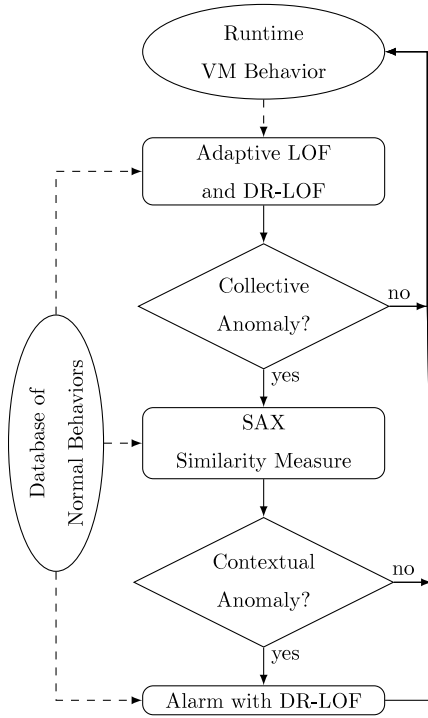 Runtime
VM Behavior
Adaptive LOF
and DR-LOF
Collective
Anomaly?
no
yes
Database of
Normal Behaviors
SAX
Similarity Measure
Contextual
Anomaly?
no
yes
Alarm with DR-LOF